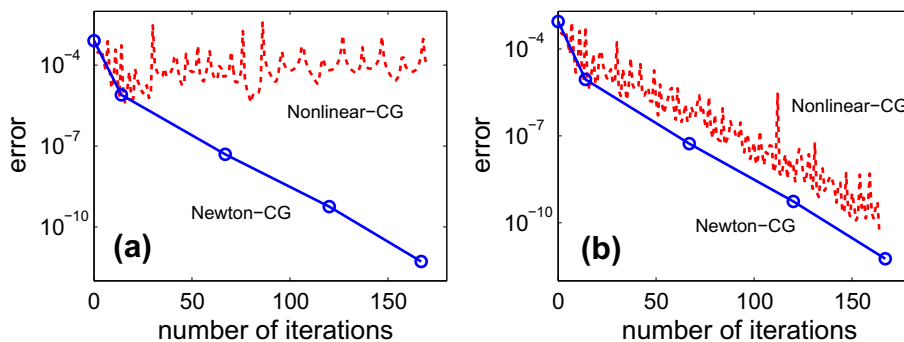 error
10⁻⁴
10⁻⁷
10⁻¹⁰
Nonlinear−CG
Newton−CG
(a)
0 50 100 150
number of iterations
error
10⁻⁴
10⁻⁷
10⁻¹⁰
Nonlinear−CG
Newton−CG
(b)
0 50 100 150
number of iterations